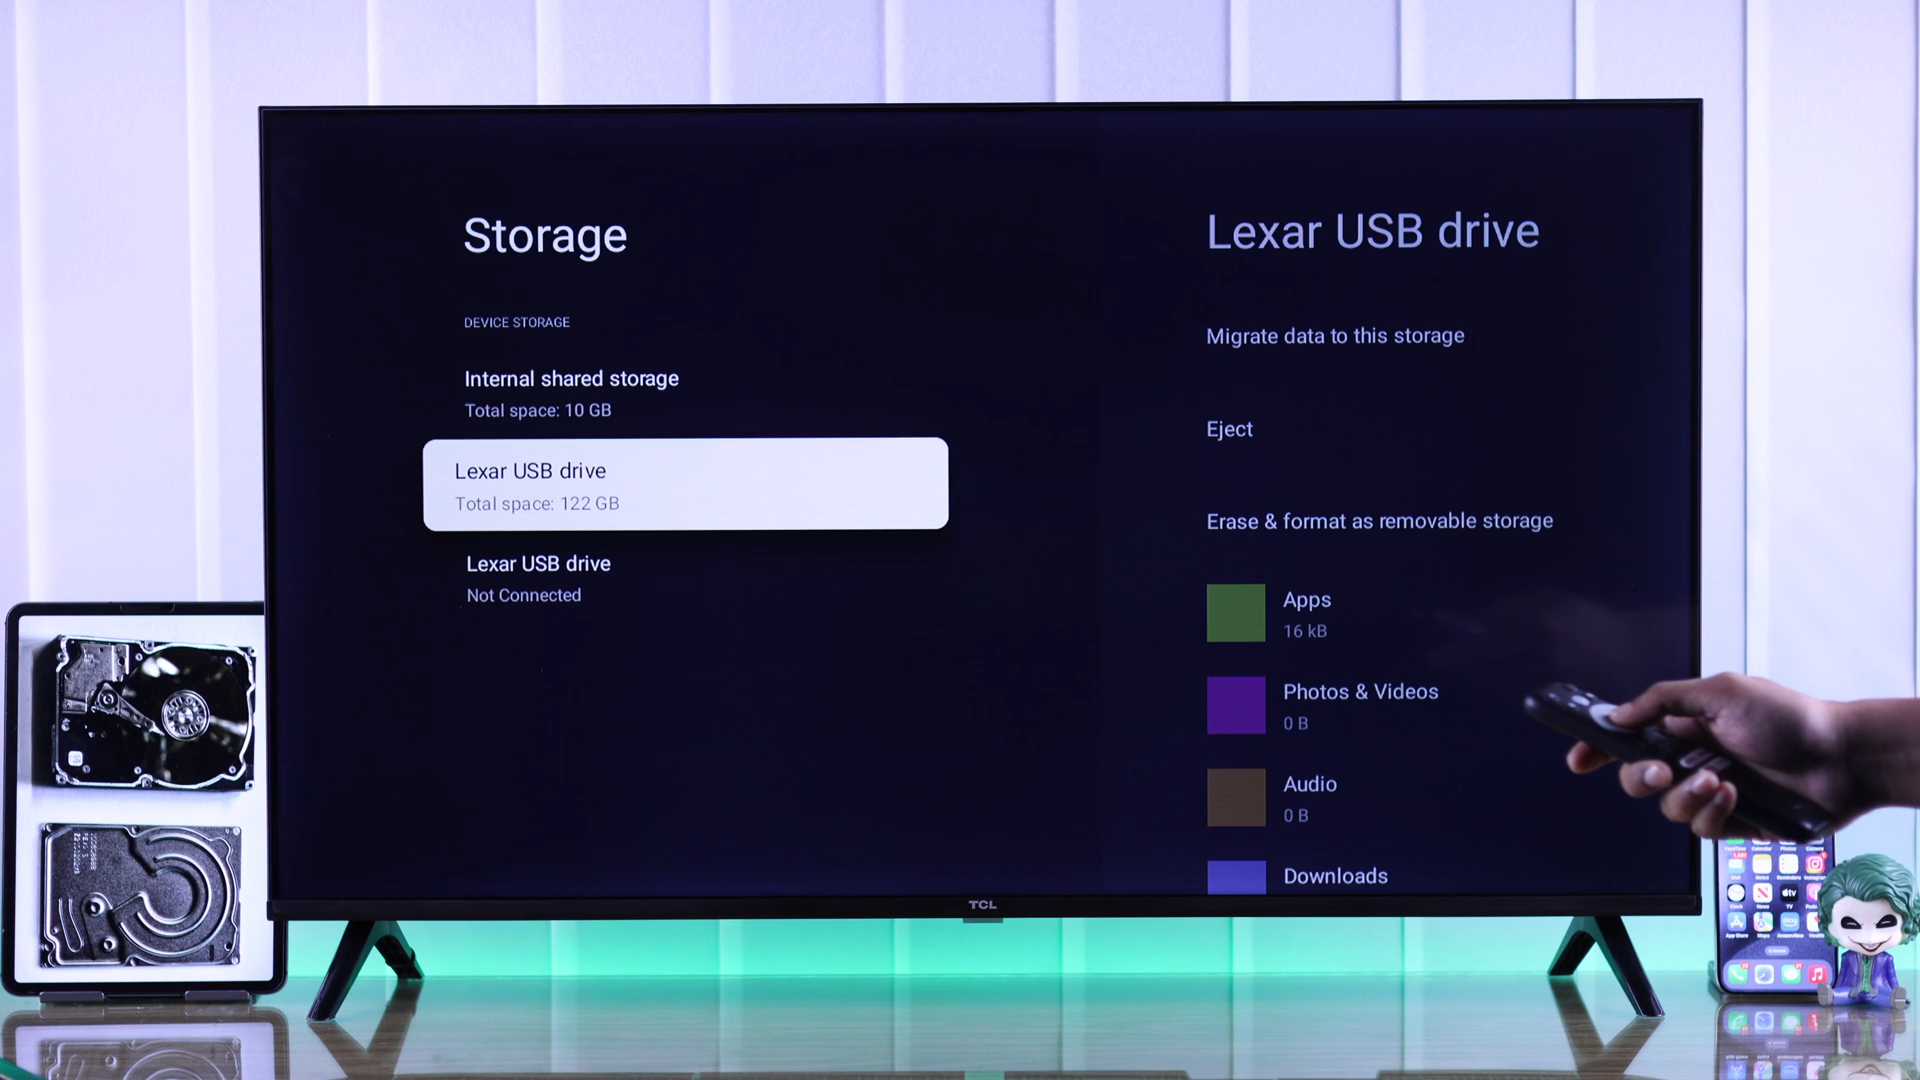 Storage
DEVICE STORAGE
Internal shared storage
Total space: 10 GB
Lexar USB drive
Total space: 122 GB
Lexar USB drive
Not Connected
Lexar USB drive
Migrate data to this storage
Eject
Erase & format as removable storage
Apps
16 kB
Photos & Videos
0 B
Audio
0 B
Downloads
TCL